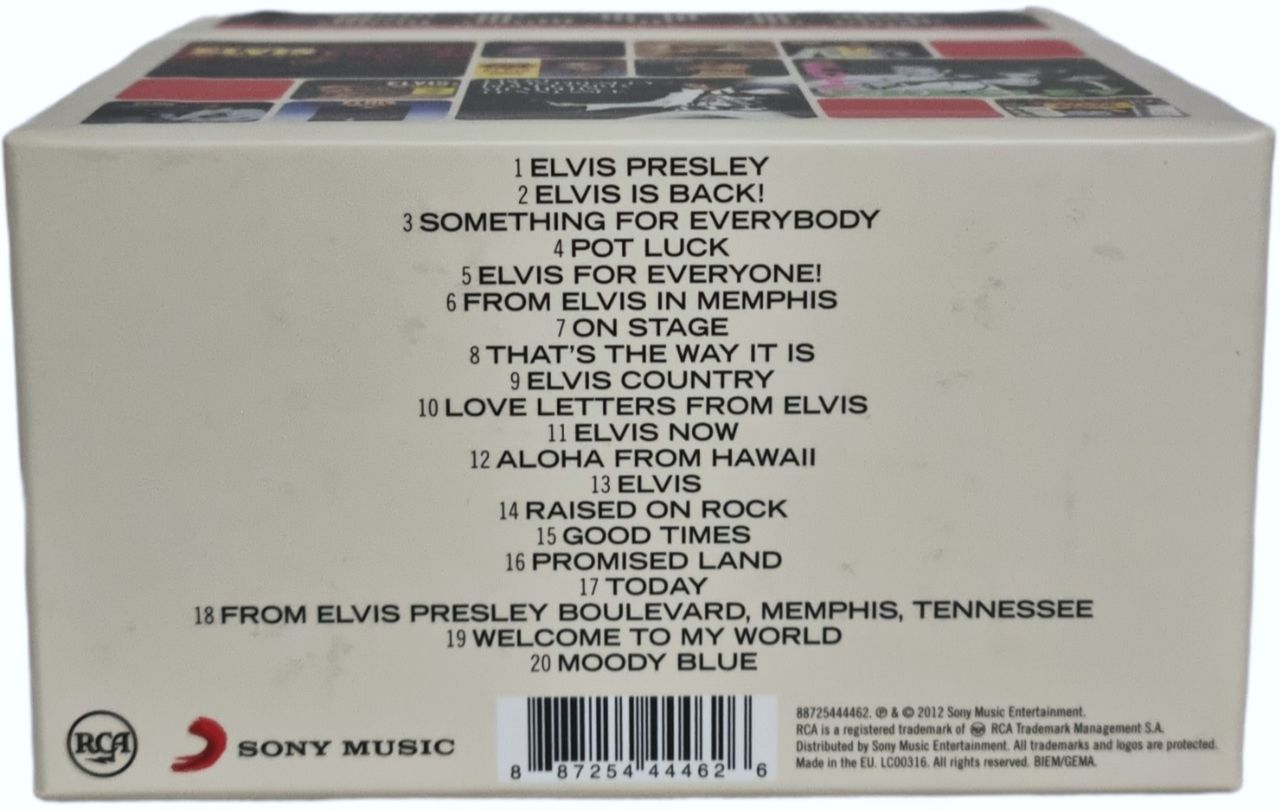 ELVIS
ELVIS
1 ELVIS PRESLEY
2 ELVIS IS BACK!
3 SOMETHING FOR EVERYBODY
4 POT LUCK
5 ELVIS FOR EVERYONE!
6 FROM ELVIS IN MEMPHIS
7 ON STAGE
8 THAT'S THE WAY IT IS
9 ELVIS COUNTRY
10 LOVE LETTERS FROM ELVIS
11 ELVIS NOW
12 ALOHA FROM HAWAII
13 ELVIS
14 RAISED ON ROCK
15 GOOD TIMES
16 PROMISED LAND
17 TODAY
18 FROM ELVIS PRESLEY BOULEVARD, MEMPHIS, TENNESSEE
19 WELCOME TO MY WORLD
20 MOODY BLUE
RCA
SONY MUSIC
8 87254 44462 6
88725444462. ℗ & © 2012 Sony Music Entertainment.
RCA is a registered trademark of RCA Trademark Management S.A.
Distributed by Sony Music Entertainment. All trademarks and logos are protected.
Made in the EU. LC00316. All rights reserved. BIEM/GEMA.